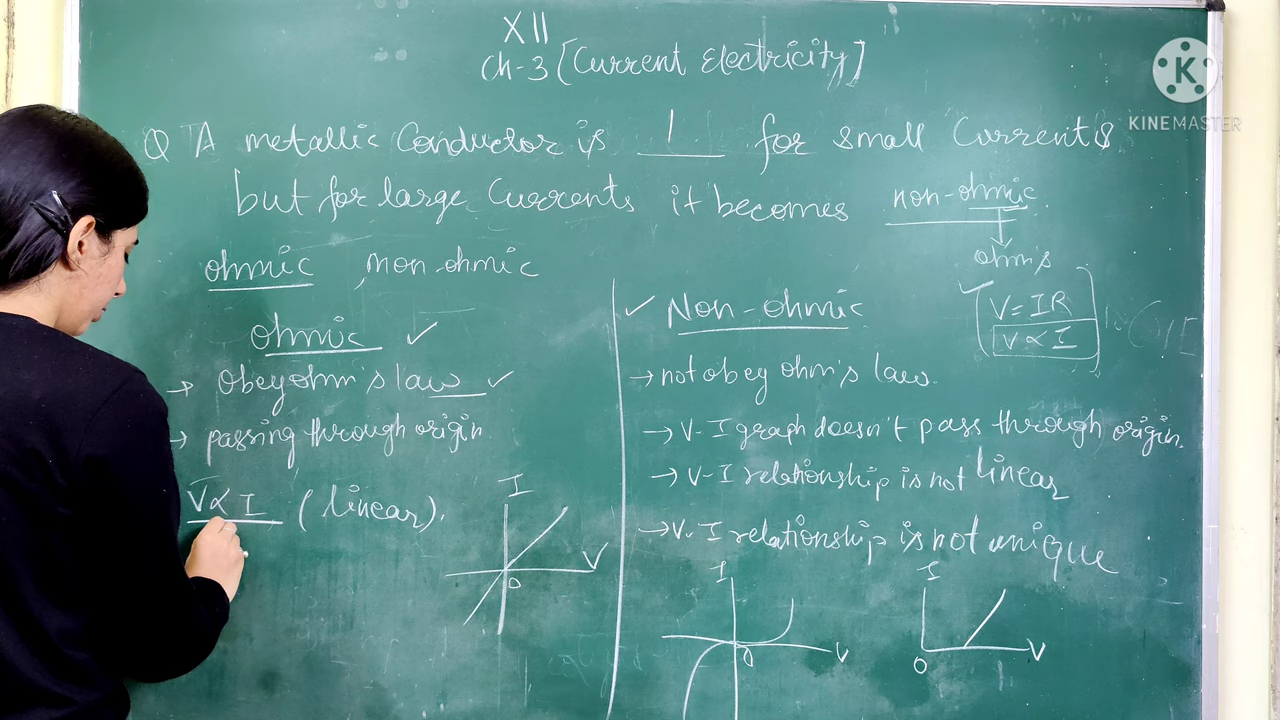 XII
Ch-3 [Current Electricity]
K
KINEMASTER
Q A metallic Conductor is 1 for small currents
but for large currents it becomes non-ohmic
ohm's
ohmic, non-ohmic
V=IR
V∝I
ohmic ✓
→ Obey ohm's law ✓
→ passing through origin
V∝I (linear).
I
V
O
✓ Non-ohmic
→ not obey ohm's law.
→ V-I graph doesn't pass through origin.
→ V-I relationship is not linear
→ V-I relationship is not unique
I
V
O
I
V
O